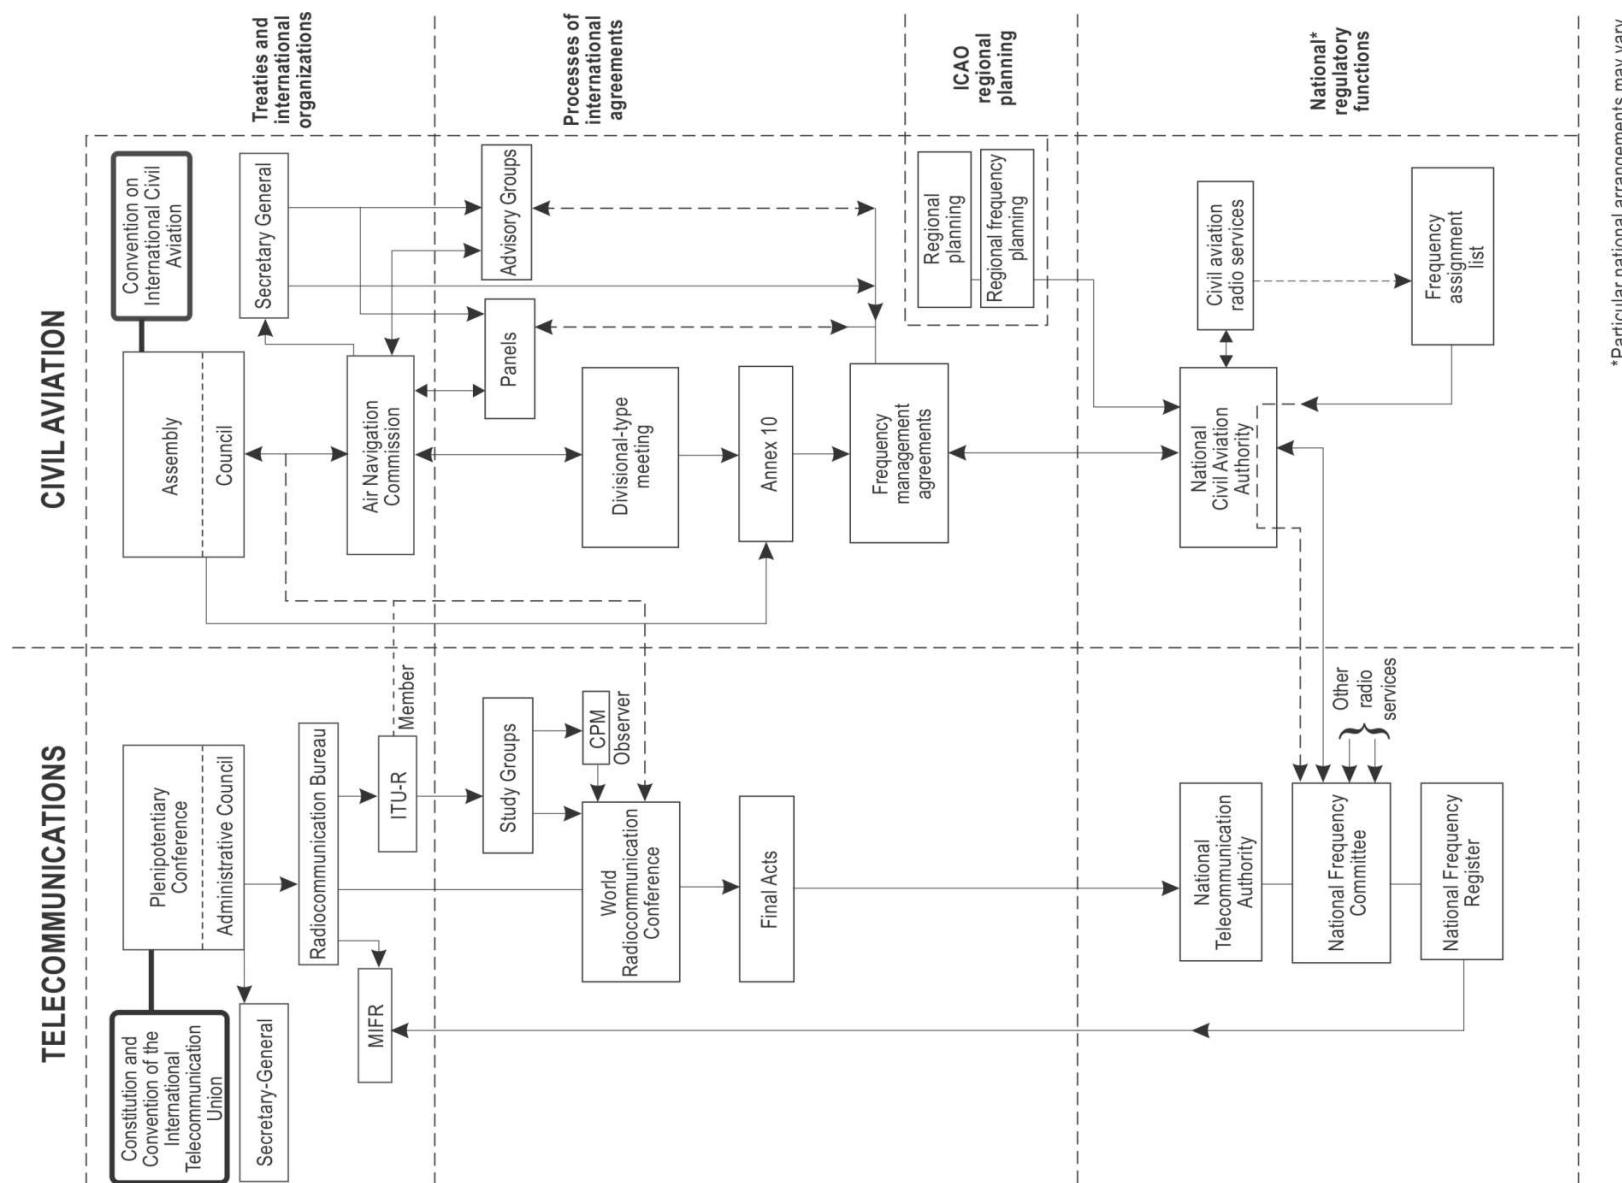 TELECOMMUNICATIONS
CIVIL AVIATION
Constitution and
Convention of the
International
Telecommunication
Union
Plenipotentiary
Conference
Administrative Council
Secretary-General
Radiocommunication Bureau
MIFR
ITU-R
Member
Convention on
International Civil
Aviation
Assembly
Council
Secretary General
Air Navigation
Commission
Treaties and
international
organizations
Study Groups
CPM
Observer
World
Radiocommunication
Conference
Final Acts
Advisory Groups
Panels
Divisional-type
meeting
Annex 10
Frequency
management
agreements
Processes of
international
agreements
Regional
planning
Regional frequency
planning
ICAO
regional
planning
National
Telecommunication
Authority
National Frequency
Committee
National Frequency
Register
Other
radio
services
National
Civil Aviation
Authority
Civil aviation
radio services
Frequency
assignment
list
National*
regulatory
functions
*Particular national arrangements may vary